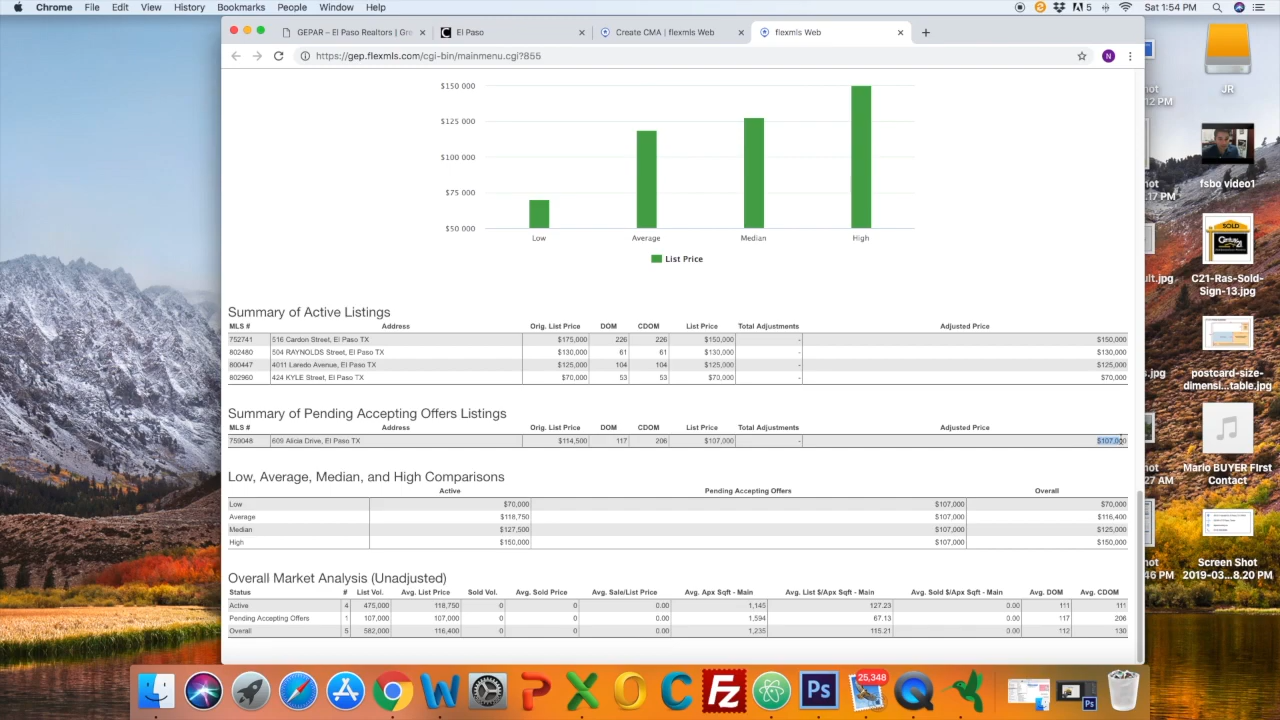 Chrome File Edit View History Bookmarks People Window Help 5 Sat 1:54 PM
GEPAR – El Paso Realtors | Gre El Paso Create CMA | flexmls Web flexmls Web
https://gep.flexmls.com/cgi-bin/mainmenu.cgi?855 N
$150 000
$125 000
$100 000
$75 000
$50 000
Low Average Median High
List Price
Summary of Active Listings
MLS # Address Orig. List Price DOM CDOM List Price Total Adjustments Adjusted Price
752741 516 Cardon Street, El Paso TX $175,000 226 226 $150,000 - $150,000
802480 504 RAYNOLDS Street, El Paso TX $130,000 61 61 $130,000 - $130,000
800447 4011 Laredo Avenue, El Paso TX $125,000 104 104 $125,000 - $125,000
802960 424 KYLE Street, El Paso TX $70,000 53 53 $70,000 - $70,000
Summary of Pending Accepting Offers Listings
MLS # Address Orig. List Price DOM CDOM List Price Total Adjustments Adjusted Price
759048 609 Alicia Drive, El Paso TX $114,500 117 206 $107,000 - $107,000
Low, Average, Median, and High Comparisons
Active Pending Accepting Offers Overall
Low $70,000 $107,000 $70,000
Average $118,750 $107,000 $116,400
Median $127,500 $107,000 $125,000
High $150,000 $107,000 $150,000
Overall Market Analysis (Unadjusted)
Status # List Vol. Avg. List Price Sold Vol. Avg. Sold Price Avg. Sale/List Price Avg. Apx Sqft - Main Avg. List $/Apx Sqft - Main Avg. Sold $/Apx Sqft - Main Avg. DOM Avg. CDOM
Active 4 475,000 118,750 0 0 0.00 1,145 127.23 0.00 111 111
Pending Accepting Offers 1 107,000 107,000 0 0 0.00 1,594 67.13 0.00 117 206
Overall 5 582,000 116,400 0 0 0.00 1,235 115.21 0.00 112 130
JR
fsbo video1
SOLD
Century 21
C21-Ras-Sold-
Sign-13.jpg
postcard-size-
dimensi...table.jpg
Mario BUYER First
Contact
Screen Shot
2019-03...8.20 PM
25,348
Ps